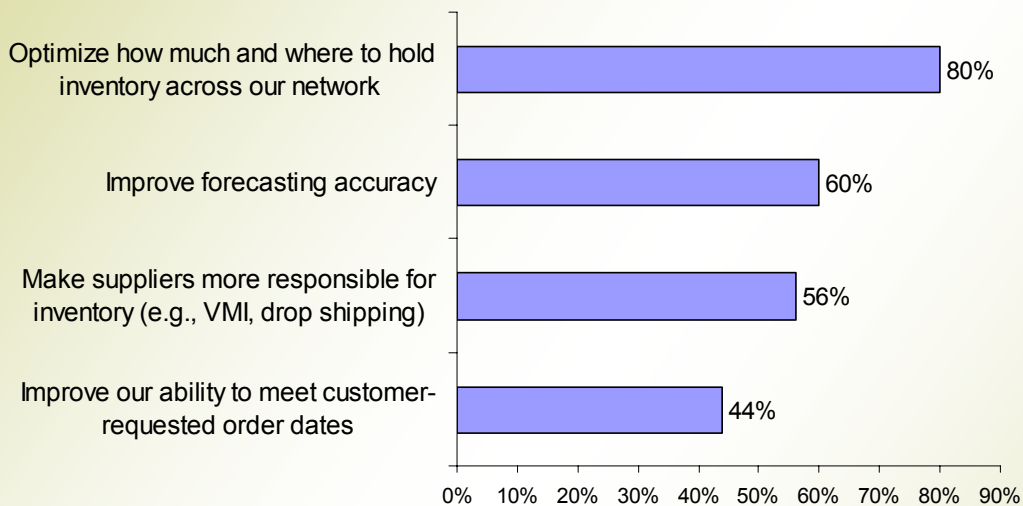 Optimize how much and where to hold
inventory across our network
80%
Improve forecasting accuracy
60%
Make suppliers more responsible for
inventory (e.g., VMI, drop shipping)
56%
Improve our ability to meet customer-
requested order dates
44%
0% 10% 20% 30% 40% 50% 60% 70% 80% 90%